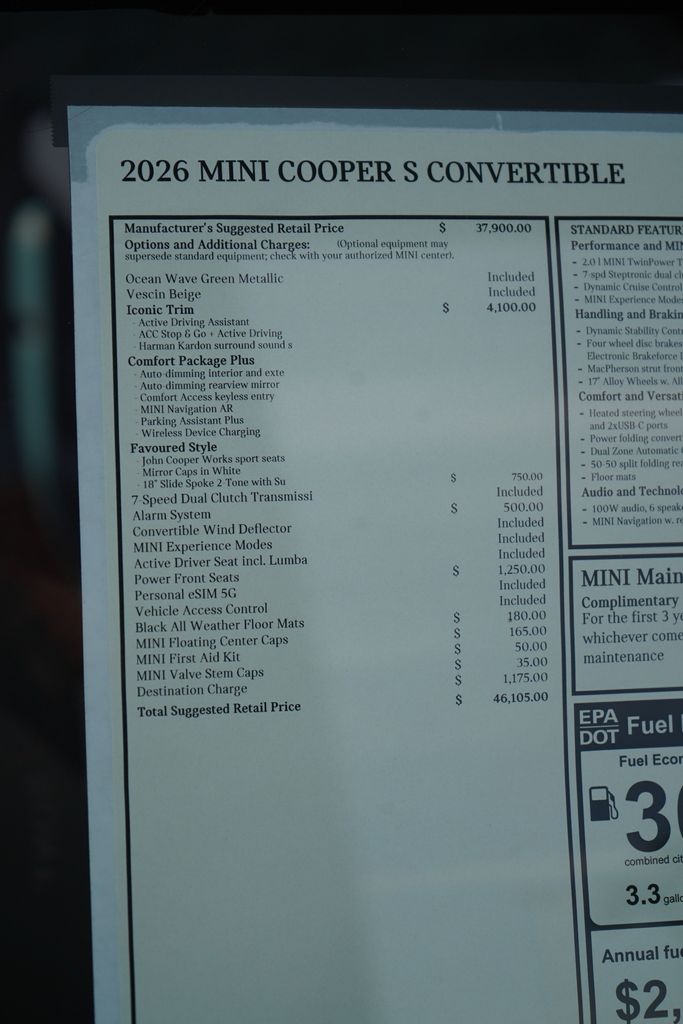 2026 MINI COOPER S CONVERTIBLE
Manufacturer's Suggested Retail Price $ 37,900.00
Options and Additional Charges: (Optional equipment may
supersede standard equipment; check with your authorized MINI center).
Ocean Wave Green Metallic Included
Vescin Beige Included
Iconic Trim $ 4,100.00
- Active Driving Assistant
- ACC Stop & Go + Active Driving
- Harman Kardon surround sound s
Comfort Package Plus
- Auto-dimming interior and exte
- Auto-dimming rearview mirror
- Comfort Access keyless entry
- MINI Navigation AR
- Parking Assistant Plus
- Wireless Device Charging
Favoured Style
- John Cooper Works sport seats
- Mirror Caps in White
- 18" Slide Spoke 2-Tone with Su $ 750.00
7-Speed Dual Clutch Transmissi Included
Alarm System $ 500.00
Convertible Wind Deflector Included
MINI Experience Modes Included
Active Driver Seat incl. Lumba Included
Power Front Seats $ 1,250.00
Personal eSIM 5G Included
Vehicle Access Control Included
Black All Weather Floor Mats $ 180.00
MINI Floating Center Caps $ 165.00
MINI First Aid Kit $ 50.00
MINI Valve Stem Caps $ 35.00
Destination Charge $ 1,175.00
Total Suggested Retail Price $ 46,105.00
STANDARD FEATUR
Performance and MIN
- 2.0 l MINI TwinPower T
- 7-spd Steptronic dual cl
- Dynamic Cruise Control
- MINI Experience Modes
Handling and Brakin
- Dynamic Stability Cont
- Four wheel disc brakes
Electronic Brakeforce
- MacPherson strut front
- 17" Alloy Wheels w. All
Comfort and Versati
- Heated steering wheel
and 2xUSB-C ports
- Power folding convert
- Dual Zone Automatic
- 50-50 split folding rea
- Floor mats
Audio and Technolo
- 100W audio, 6 speake
- MINI Navigation w. re
MINI Main
Complimentary
For the first 3 ye
whichever come
maintenance
EPA
DOT Fuel
Fuel Econ
30
combined cit
3.3 gallo
Annual fue
$2,